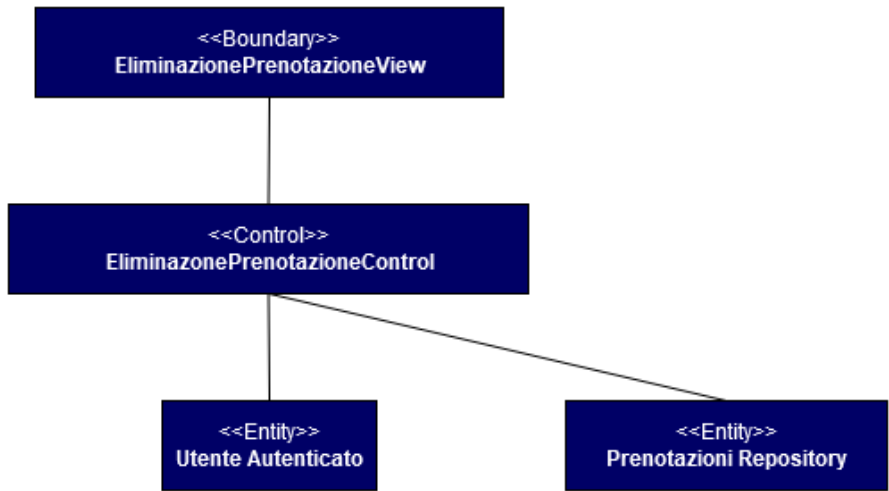 <<Boundary>>
EliminazionePrenotazioneView
<<Control>>
EliminazonePrenotazioneControl
<<Entity>>
Utente Autenticato
<<Entity>>
Prenotazioni Repository